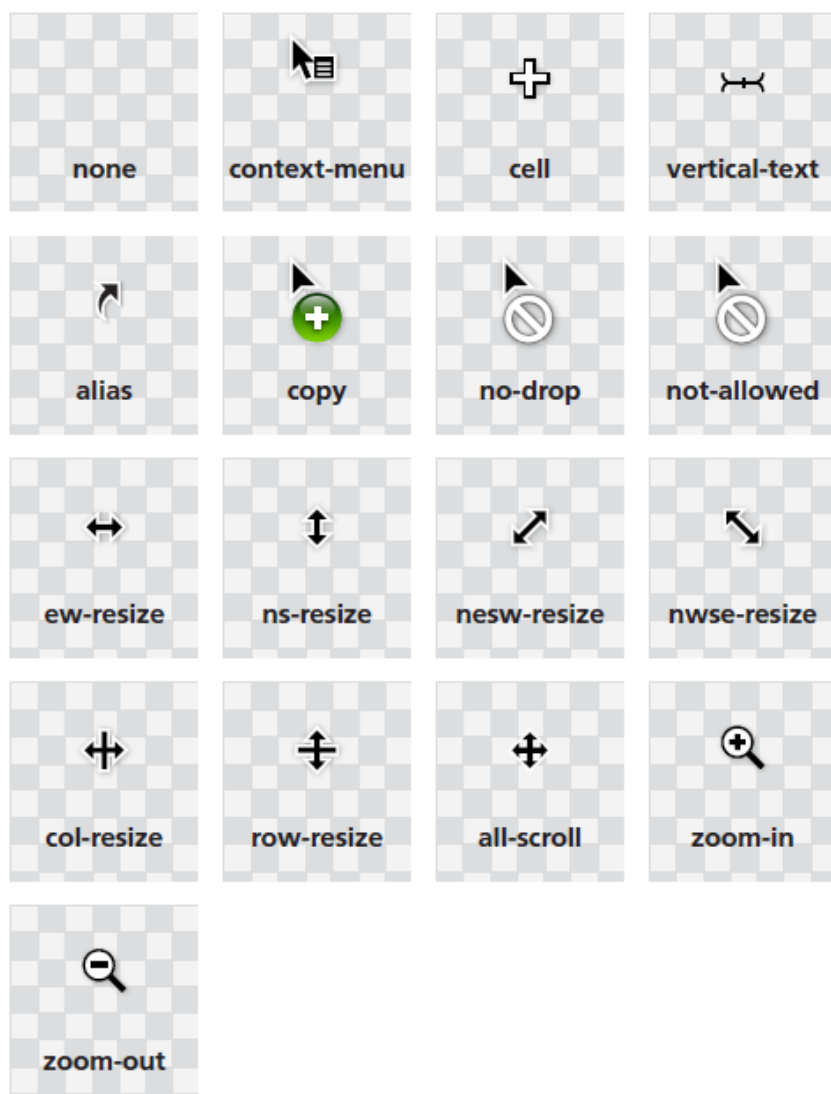 none
context-menu
cell
vertical-text
alias
copy
no-drop
not-allowed
ew-resize
ns-resize
nesw-resize
nwse-resize
col-resize
row-resize
all-scroll
zoom-in
zoom-out